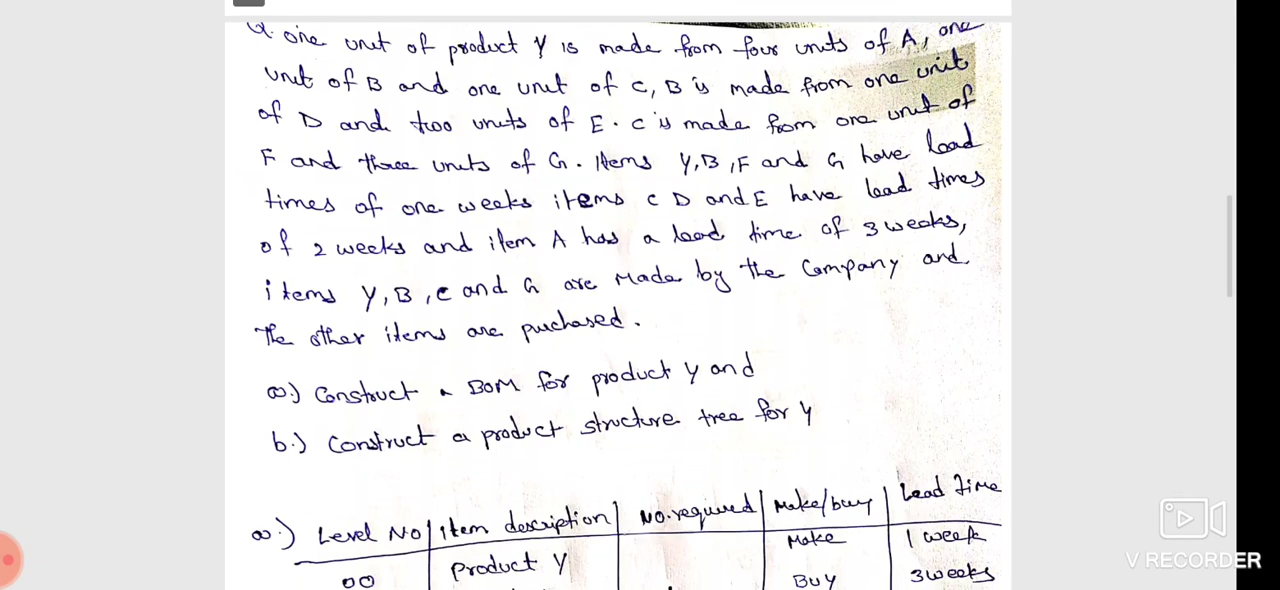 Q. one unit of product Y is made from four units of A, one
unit of B and one unit of C, B is made from one unit
of D and two units of E. C is made from one unit of
F and three units of G. Items Y, B, F and G have lead
times of one weeks items C D and E have lead times
of 2 weeks and item A has a lead time of 3 weeks,
items Y, B, C and G are Made by the Company and
The other items are purchased.
a.) Construct a BOM for product Y and
b.) Construct a product structure tree for Y
a.) Level No | item description | No. required | Make/buy | Lead time
00 Product Y Make 1 week
Buy 3 weeks
V RECORDER